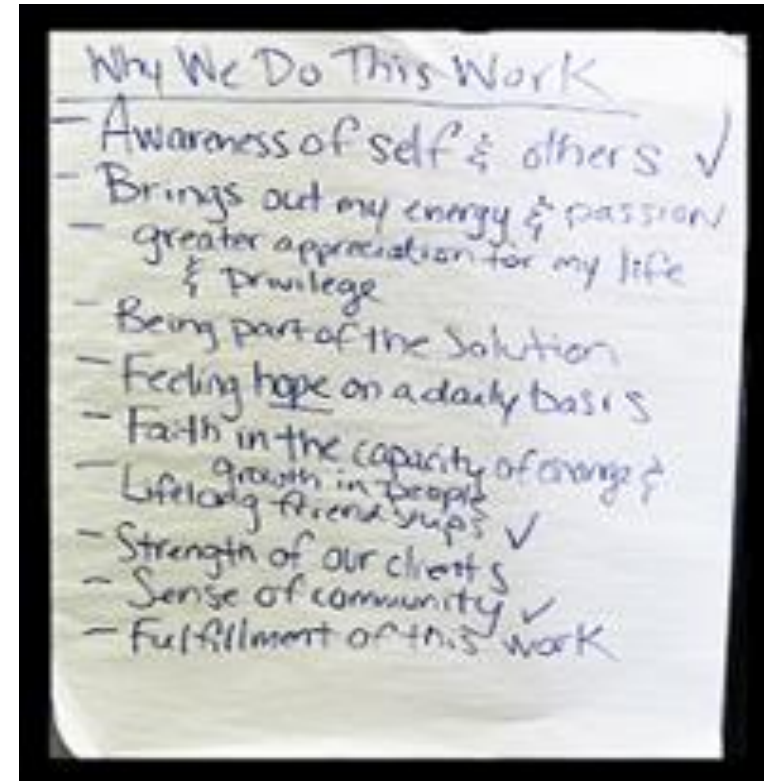 Why We Do This Work
- Awareness of self & others ✓
- Brings out my energy & passion
- greater appreciation for my life
& privilege
- Being part of the Solution
- Feeling hope on a daily basis
- Faith in the capacity of change &
growth in people
- Lifelong friendships ✓
- Strength of our clients
- Sense of community ✓
- Fulfillment of this work